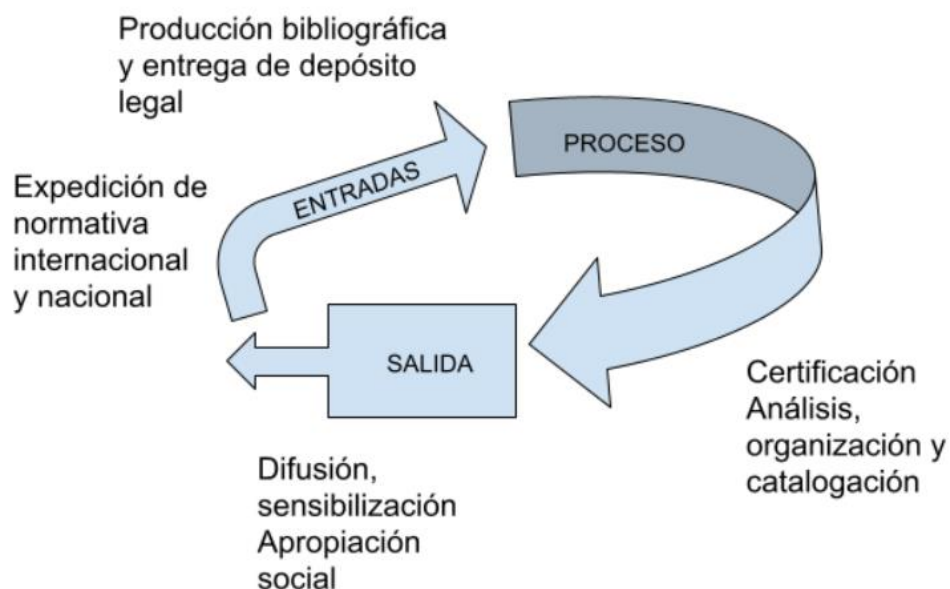 Producción bibliográfica
y entrega de depósito
legal
PROCESO
ENTRADAS
Expedición de
normativa
internacional
y nacional
SALIDA
Certificación
Análisis,
organización y
catalogación
Difusión,
sensibilización
Apropiación
social